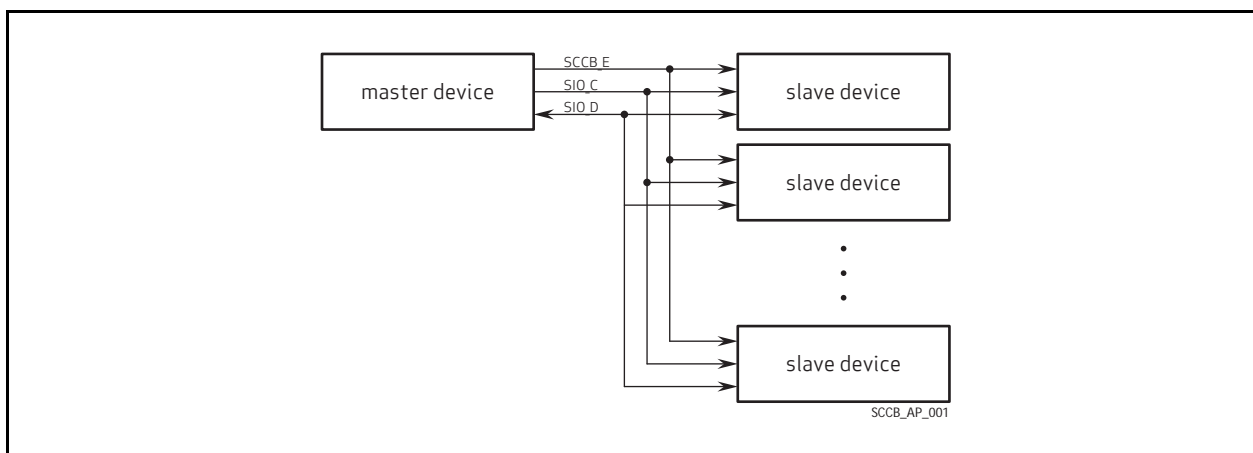 master device
SCCB_E
SIO_C
SIO_D
slave device
slave device
slave device
SCCB_AP_001